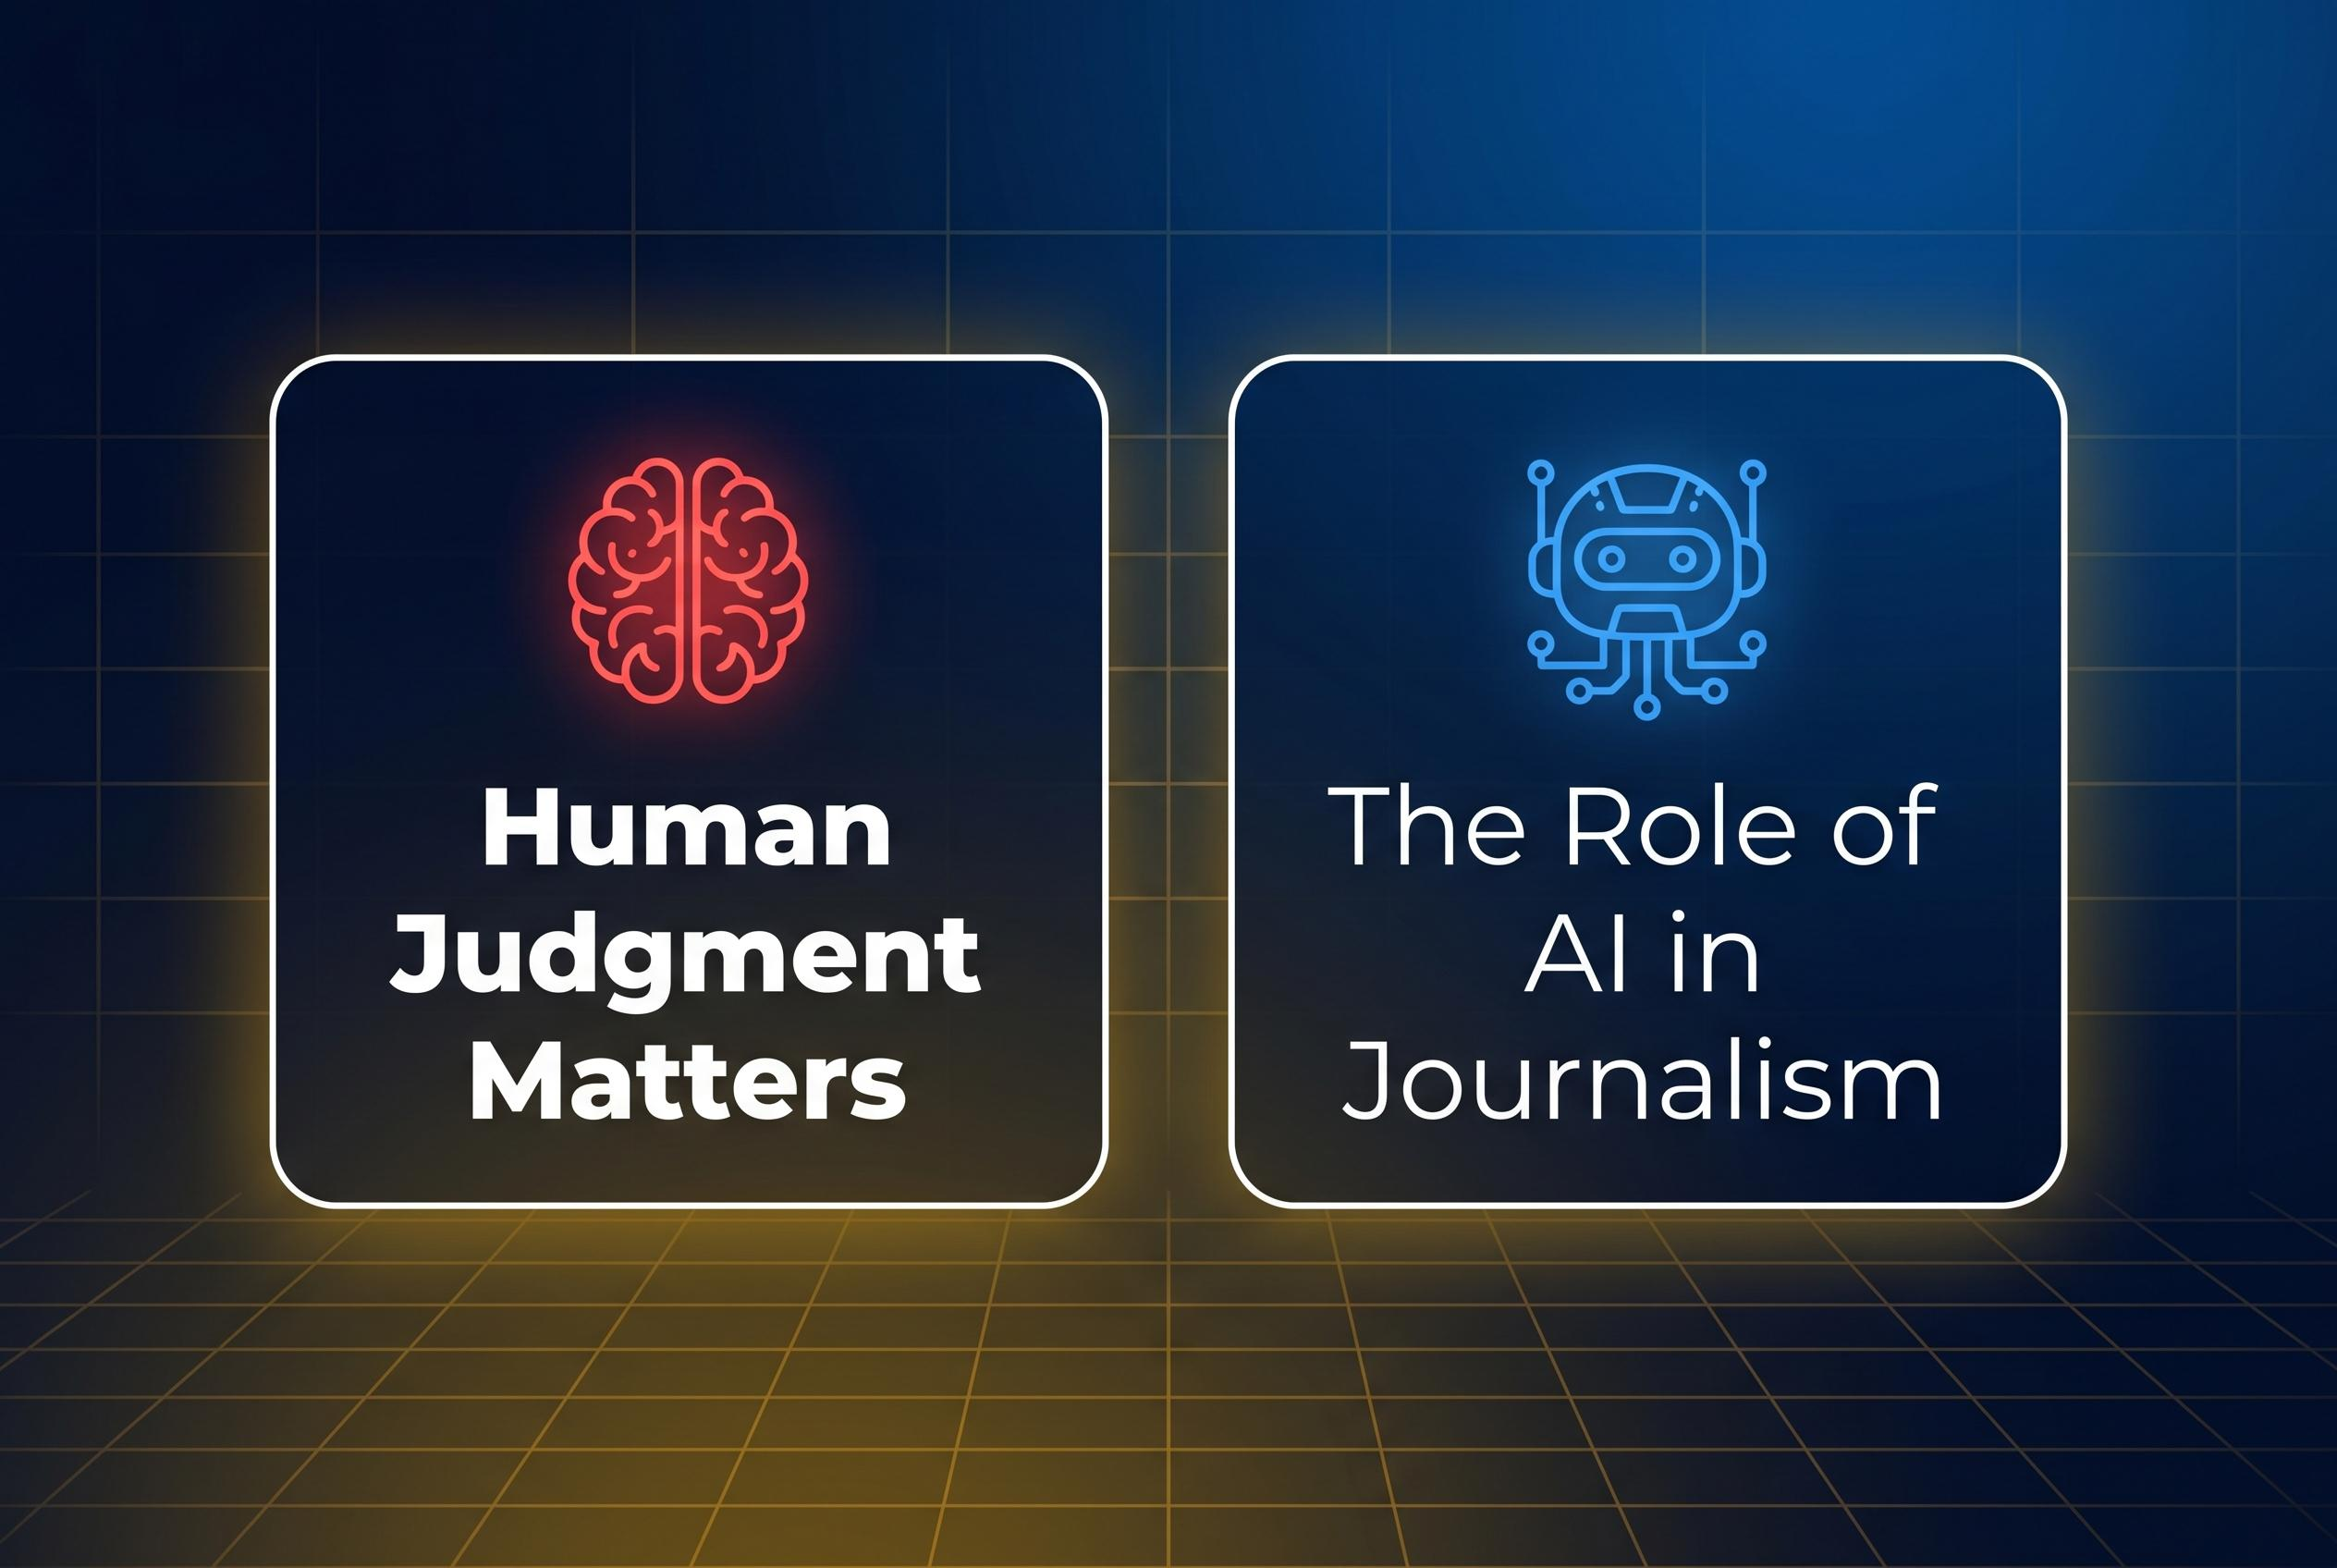 Human
Judgment
Matters
The Role of
AI in
Journalism